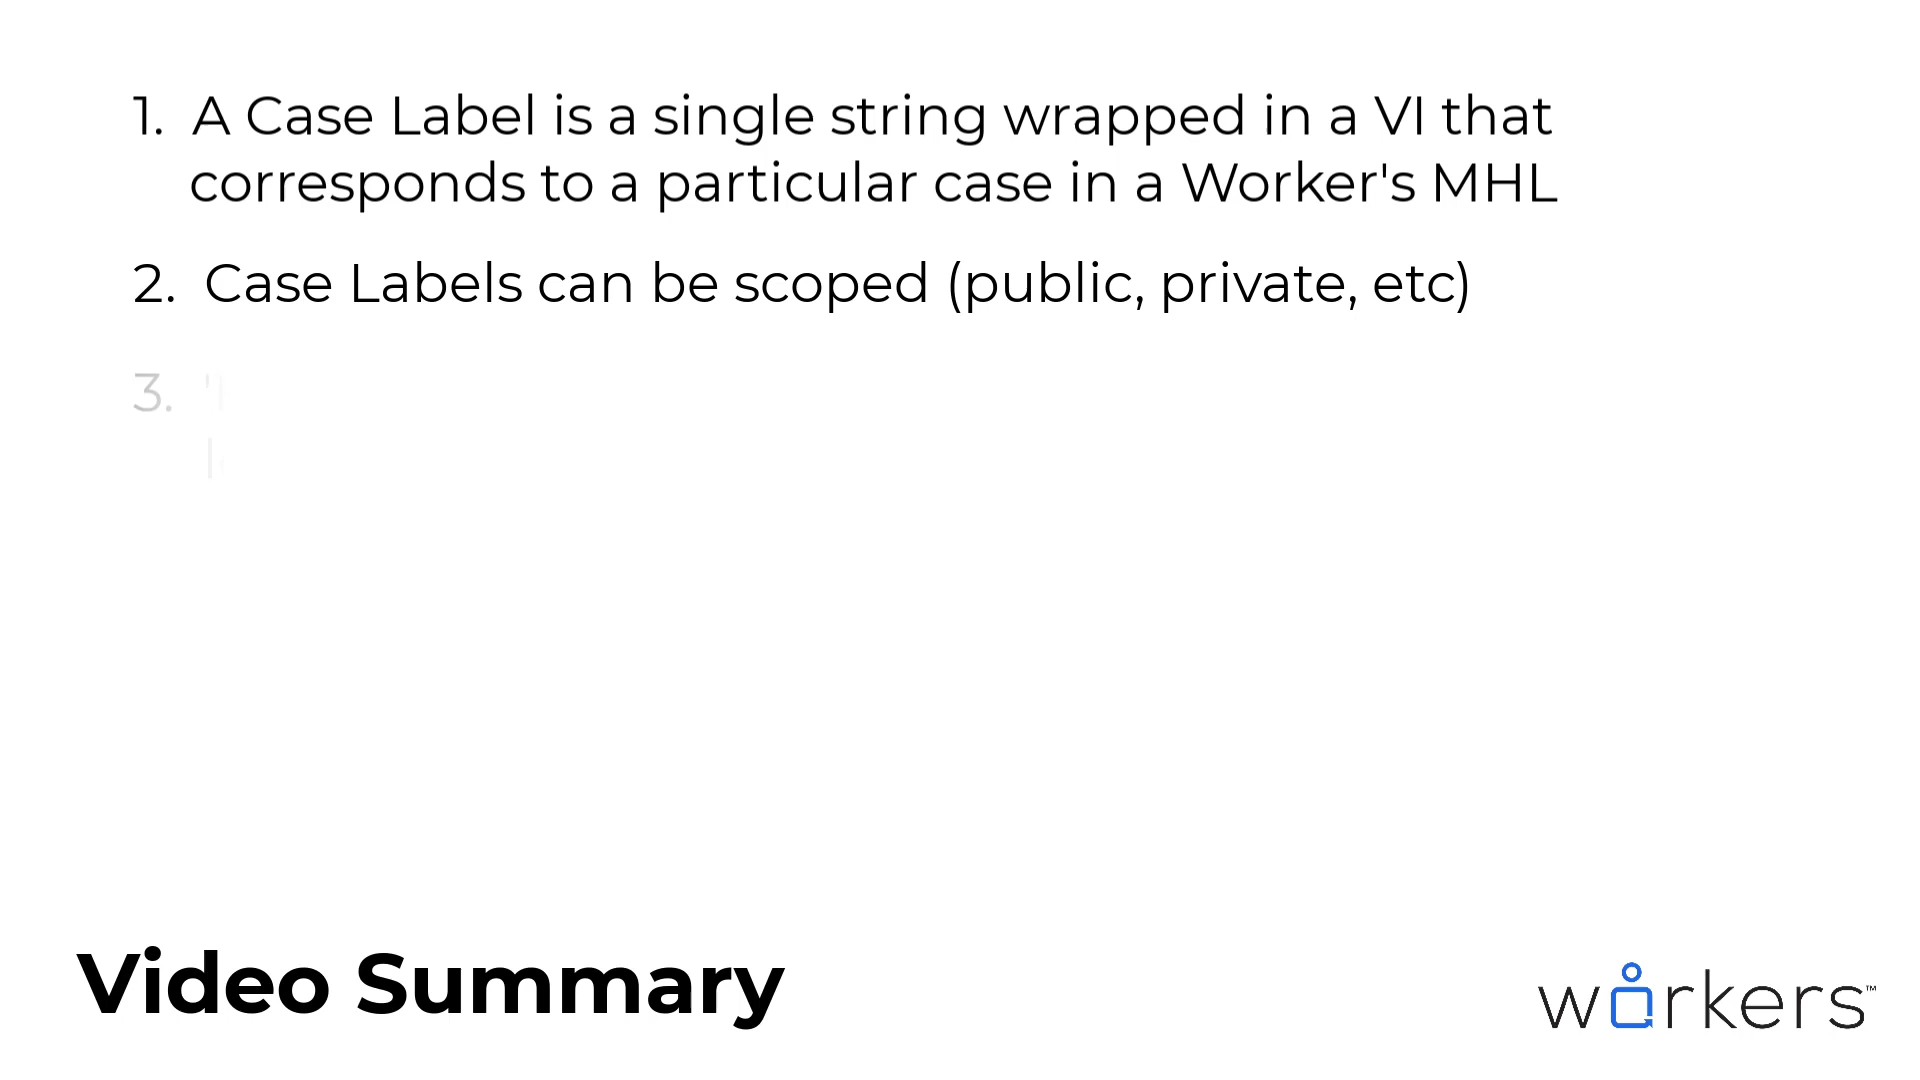 1. A Case Label is a single string wrapped in a VI that
corresponds to a particular case in a Worker's MHL
2. Case Labels can be scoped (public, private, etc)
3.
Video Summary
workers™